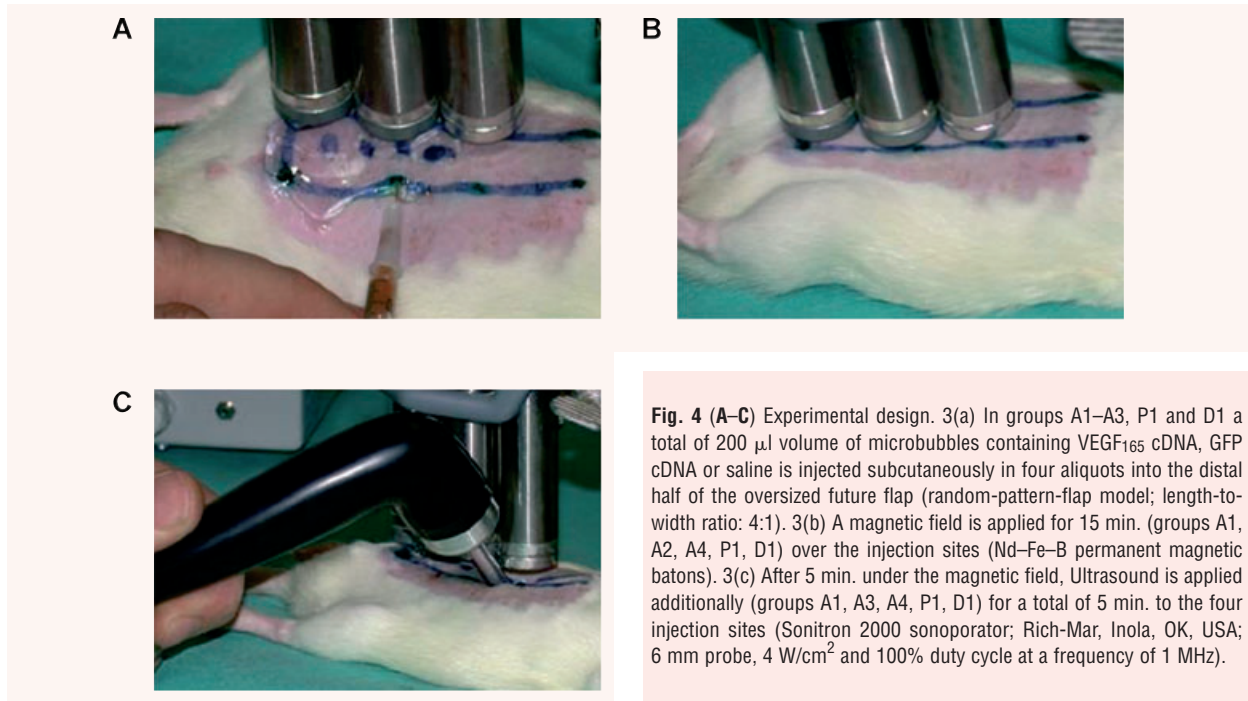 A
B
C
Fig. 4 (A–C) Experimental design. 3(a) In groups A1–A3, P1 and D1 a
total of 200 μl volume of microbubbles containing VEGF165 cDNA, GFP
cDNA or saline is injected subcutaneously in four aliquots into the distal
half of the oversized future flap (random-pattern-flap model; length-to-
width ratio: 4:1). 3(b) A magnetic field is applied for 15 min. (groups A1,
A2, A4, P1, D1) over the injection sites (Nd–Fe–B permanent magnetic
batons). 3(c) After 5 min. under the magnetic field, Ultrasound is applied
additionally (groups A1, A3, A4, P1, D1) for a total of 5 min. to the four
injection sites (Sonitron 2000 sonoporator; Rich-Mar, Inola, OK, USA;
6 mm probe, 4 W/cm2 and 100% duty cycle at a frequency of 1 MHz).